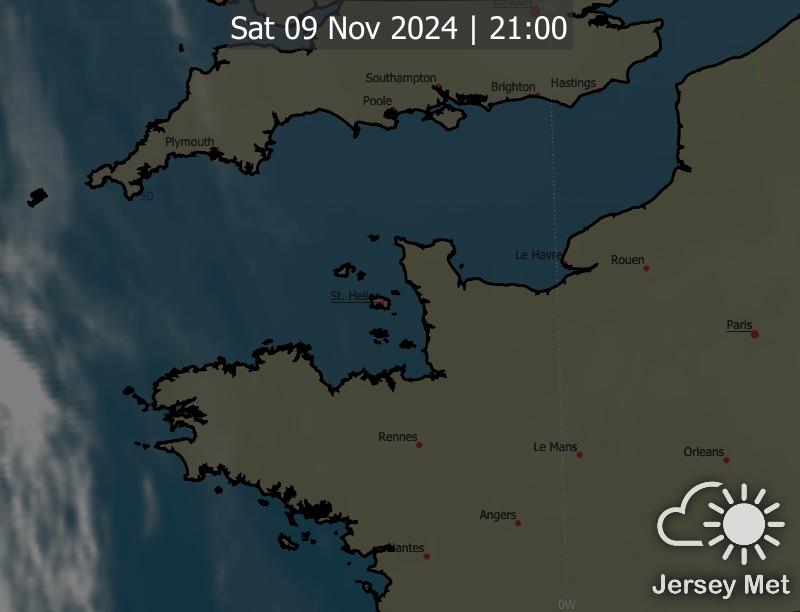 London
0W
Sat 09 Nov 2024 | 21:00
Southampton
Brighton
Hastings
Poole
Plymouth
50
Le Havre
Rouen
St. Helier
Paris
Rennes
Le Mans
Orleans
Angers
Nantes
Jersey Met
0W